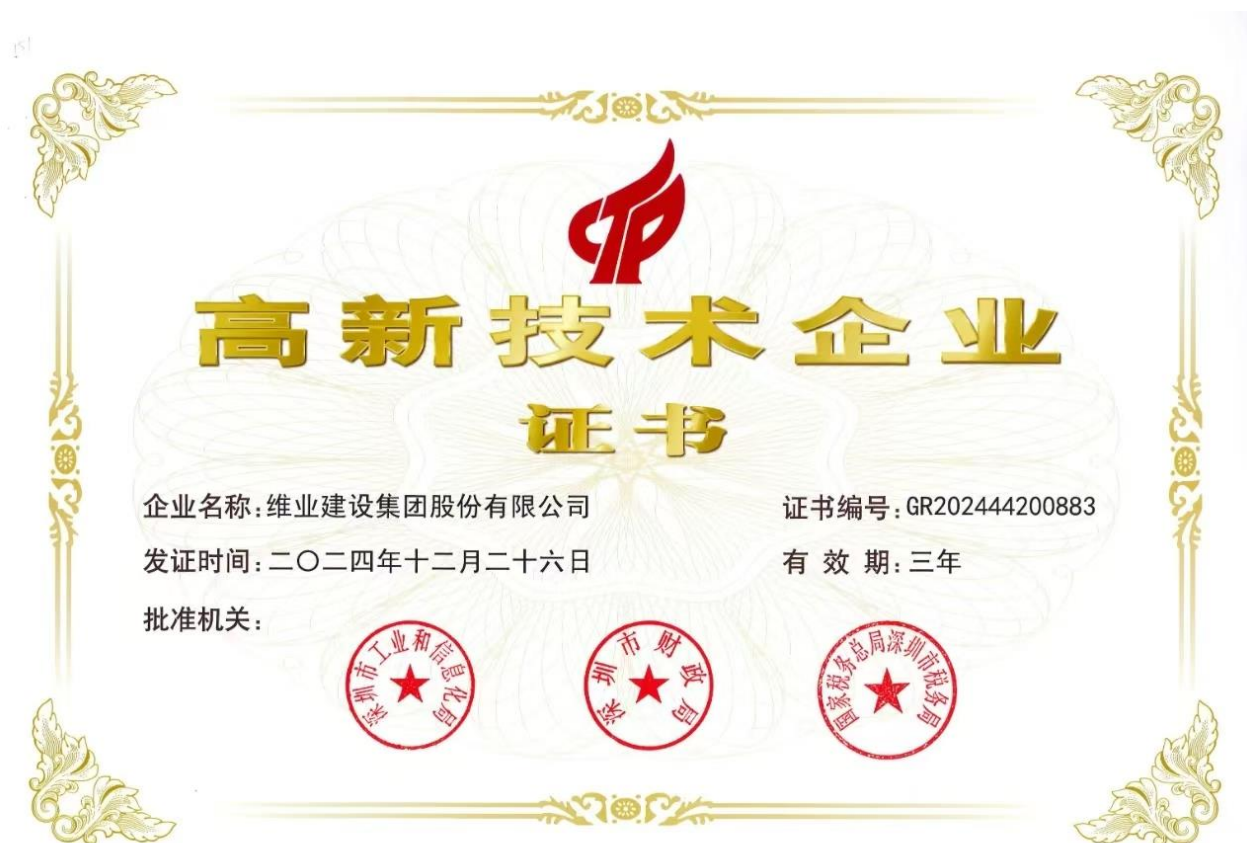 高新技术企业
证书
企业名称:维业建设集团股份有限公司
证书编号:GR202444200883
发证时间:二〇二四年十二月二十六日
有效期:三年
批准机关:
深圳市工业和信息化局
深圳市财政局
国家税务总局深圳市税务局